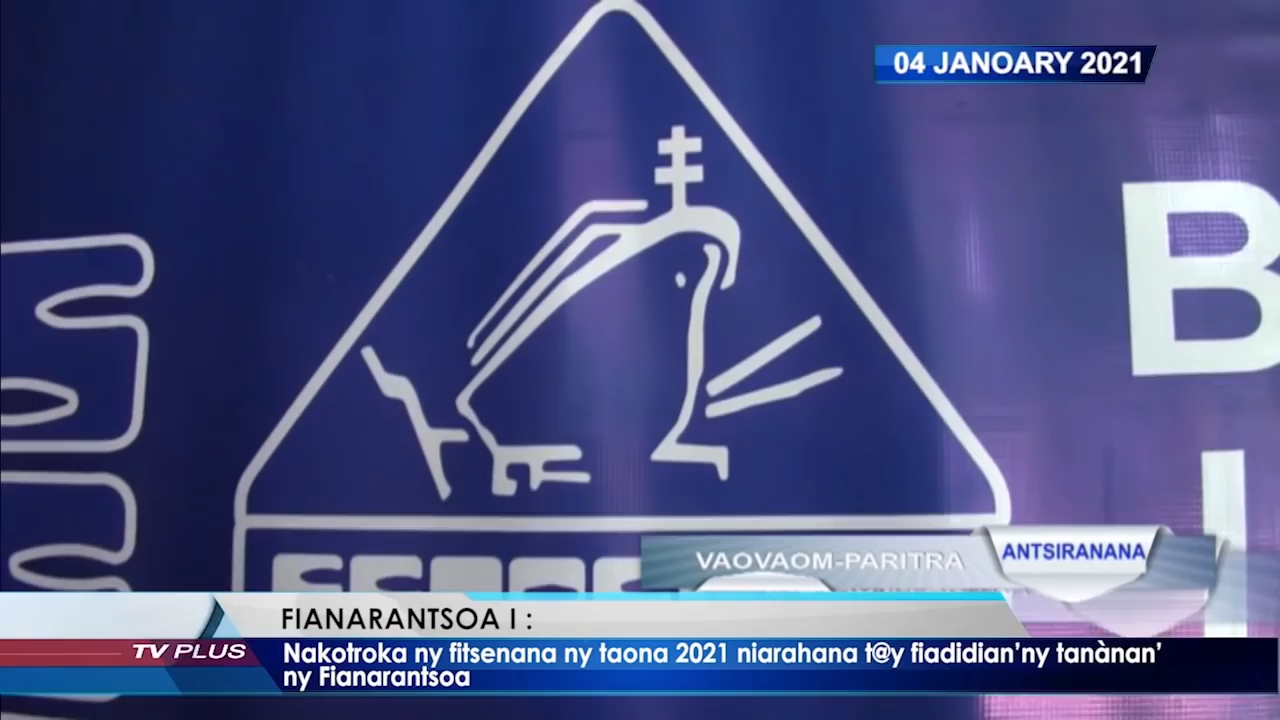 04 JANOARY 2021
B
VAOVAOM-PARITRA
ANTSIRANANA
FIANARANTSOA I :
TV PLUS
Nakotroka ny fitsenana ny taona 2021 niarahana t@y fiadidian'ny tanànan'
ny Fianarantsoa